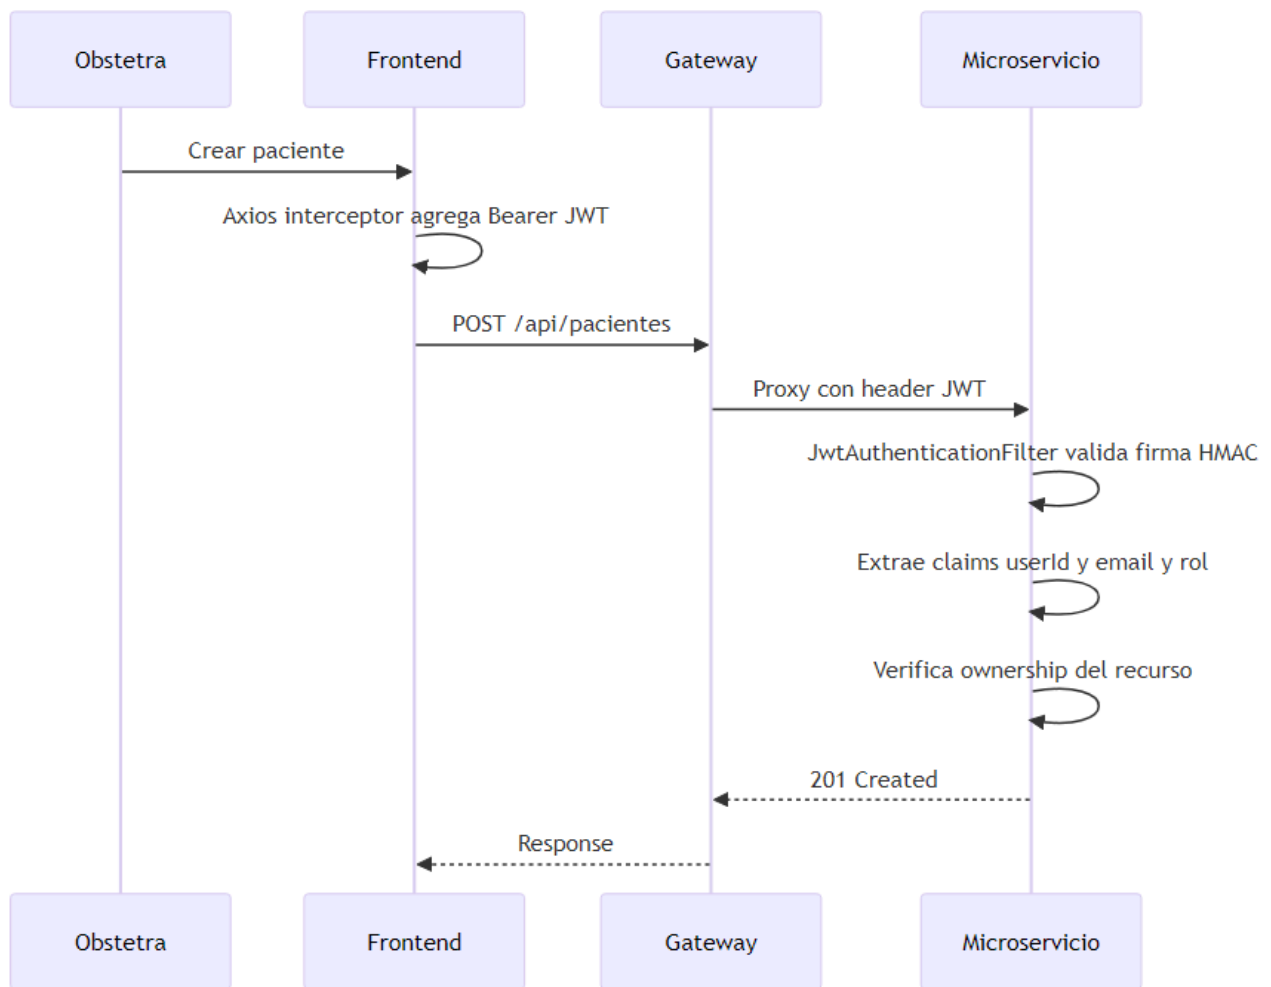 Obstetra
Frontend
Gateway
Microservicio
Crear paciente
Axios interceptor agrega Bearer JWT
POST /api/pacientes
Proxy con header JWT
JwtAuthenticationFilter valida firma HMAC
Extrae claims userId y email y rol
Verifica ownership del recurso
201 Created
Response
Obstetra
Frontend
Gateway
Microservicio